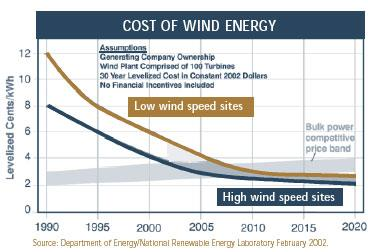 COST OF WIND ENERGY
Levelized Cents/kWh
12
10
8
6
4
2
0
Assumptions
Generating Company Ownership
Wind Plant Comprised of 100 Turbines
30 Year Levelized Cost in Constant 2002 Dollars
No Financial Incentives Included
Low wind speed sites
Bulk power
competitive
price band
High wind speed sites
1990 1995 2000 2005 2010 2015 2020
Source: Department of Energy/National Renewable Energy Laboratory February 2002.